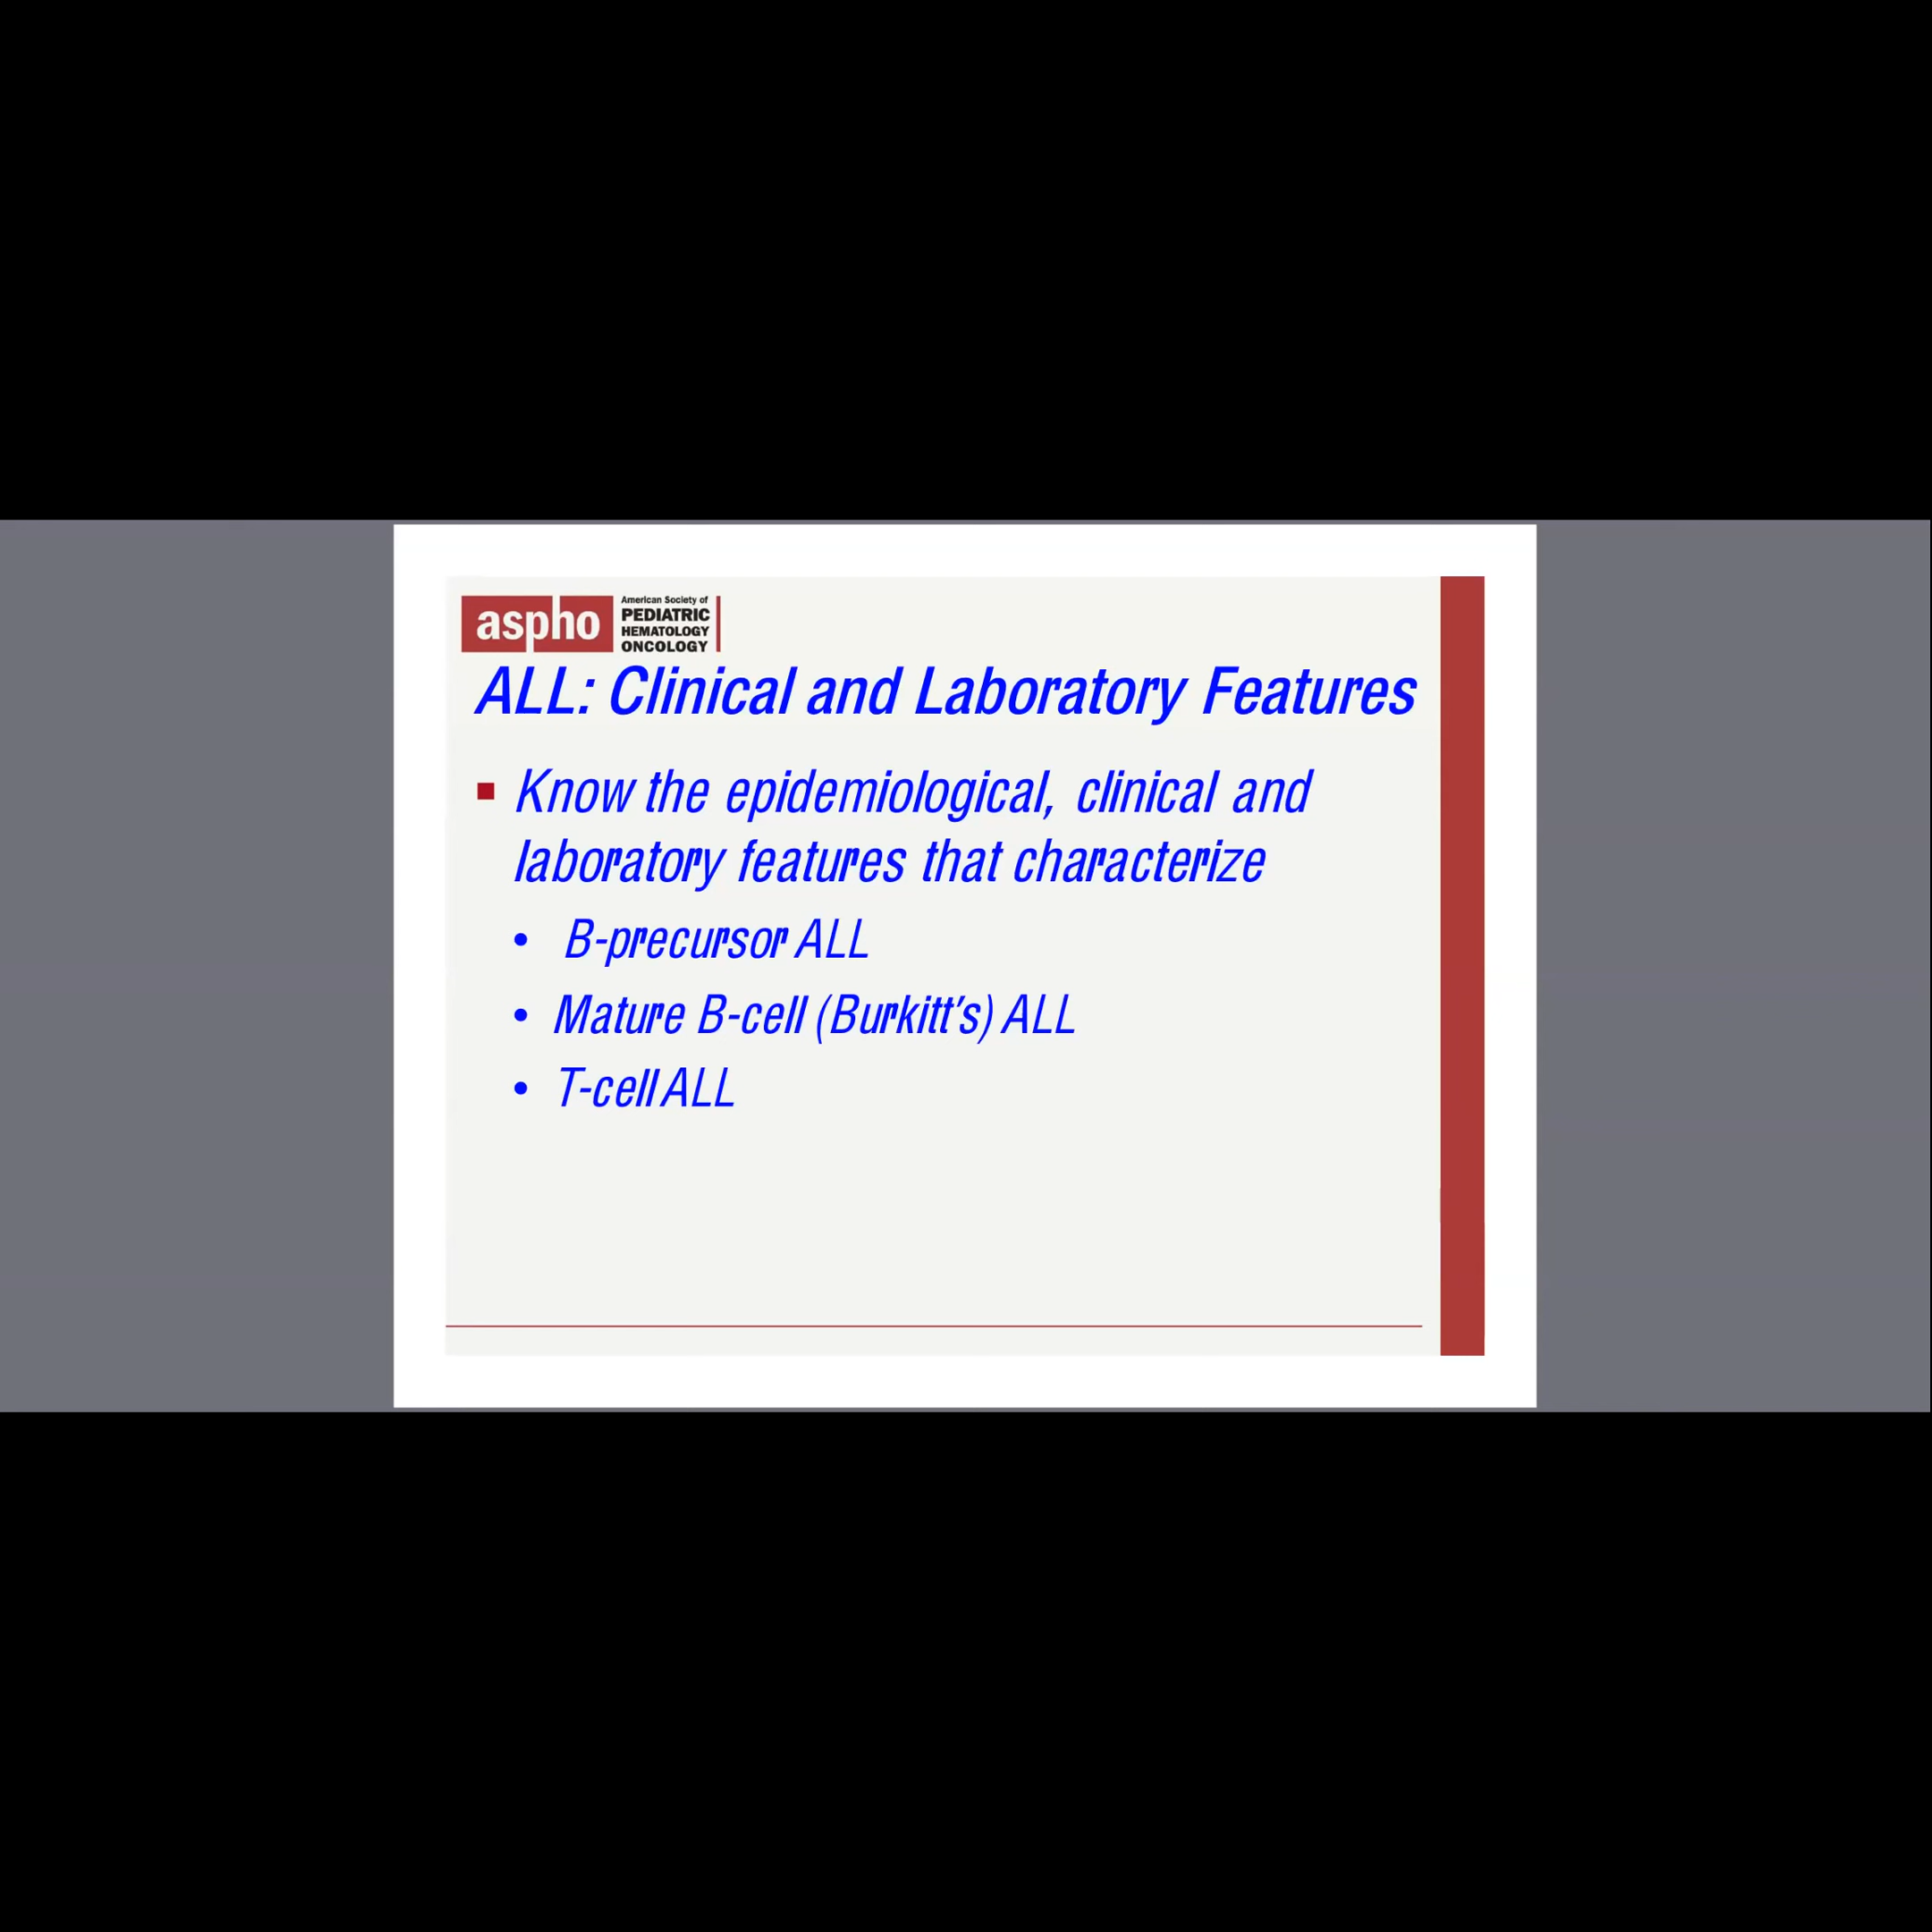 aspho
American Society of
PEDIATRIC
HEMATOLOGY
ONCOLOGY
ALL: Clinical and Laboratory Features
Know the epidemiological, clinical and
laboratory features that characterize
B-precursor ALL
Mature B-cell (Burkitt's) ALL
T-cell ALL